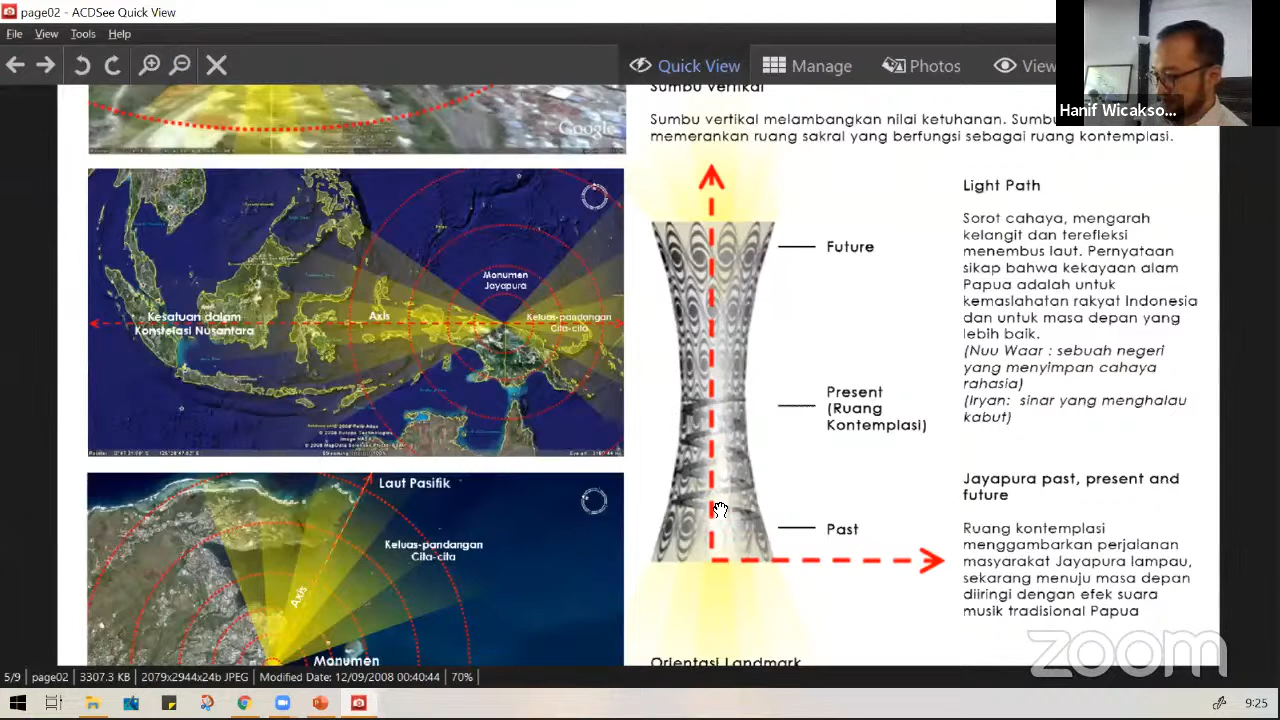 page02 - ACDSee Quick View
File View Tools Help
Quick View Manage Photos View
Hanif Wicakso...
Sumbu Vertikal
Sumbu vertikal melambangkan nilai ketuhanan. Sumbu
memerankan ruang sakral yang berfungsi sebagai ruang kontemplasi.
Google
Monumen
Jayapura
Kesatuan dalam
Konstelasi Nusantara
Axis
Keluas-pandangan
Cita-cita
Future
Present
(Ruang
Kontemplasi)
Past
Light Path
Sorot cahaya, mengarah
kelangit dan terefleksi
menembus laut. Pernyataan
sikap bahwa kekayaan alam
Papua adalah untuk
kemaslahatan rakyat Indonesia
dan untuk masa depan yang
lebih baik.
(Nuu Waar : sebuah negeri
yang menyimpan cahaya
rahasia)
(Iryan: sinar yang menghalau
kabut)
Laut Pasifik
Keluas-pandangan
Cita-cita
Axis
Monumen
Jayapura past, present and
future
Ruang kontemplasi
menggambarkan perjalanan
masyarakat Jayapura lampau,
sekarang menuju masa depan
diiringi dengan efek suara
musik tradisional Papua
Orientasi Landmark
zoom
5/9 page02 3307.3 KB 2079x2944x24b JPEG Modified Date: 12/09/2008 00:40:44 70%
9:25